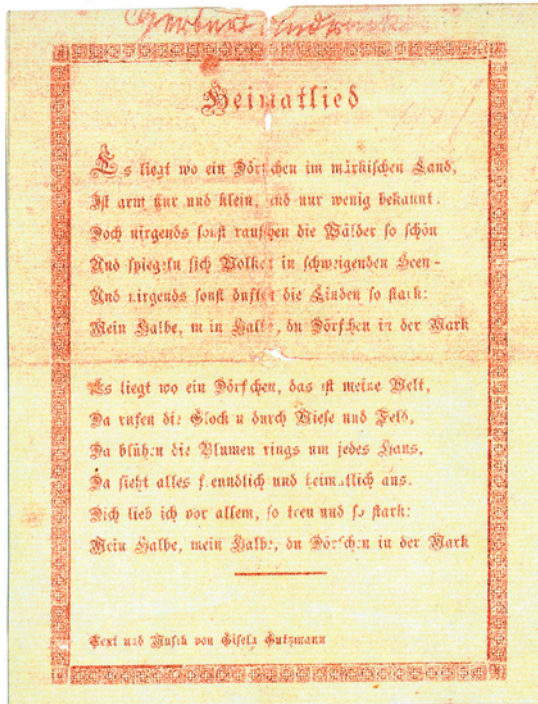 Heimatlied
Es liegt wo ein Dörfchen im märkischen Land,
Ist arm nur und klein, und nur wenig bekannt.
Doch nirgends sonst rauschen die Wälder so schön
Und spiegeln sich Wolken in schweigenden Seen-
Und nirgends sonst duften die Linden so stark:
Mein Halbe, mein Halbe, du Dörfchen in der Mark
Es liegt wo ein Dörfchen, das ist meine Welt,
Da rufen die Glocken durch Wiese und Feld,
Da blühen die Blumen rings um jedes Haus,
Da sieht alles freundlich und heimatlich aus.
Dich lieb ich vor allem, so treu und so stark:
Mein Halbe, mein Halbe, du Dörfchen in der Mark
Text und Musik von Gisela Gutzmann